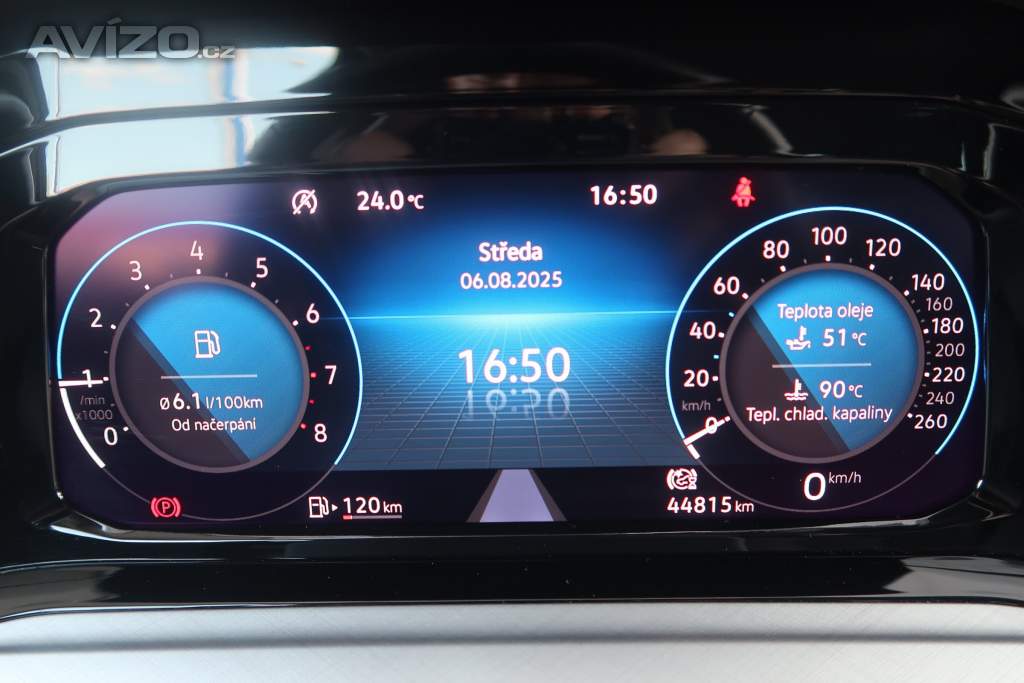 AVÍZO.cz
24.0 °C
16:50
Středa
06.08.2025
16:50
0
1
2
3
4
5
6
7
8
/min
x1000
ø 6.1 l/100km
Od načerpání
0
20
40
60
80
100
120
140
160
180
200
220
240
260
km/h
Teplota oleje
51 °C
90 °C
Tepl. chlad. kapaliny
P
120 km
44815 km
0 km/h